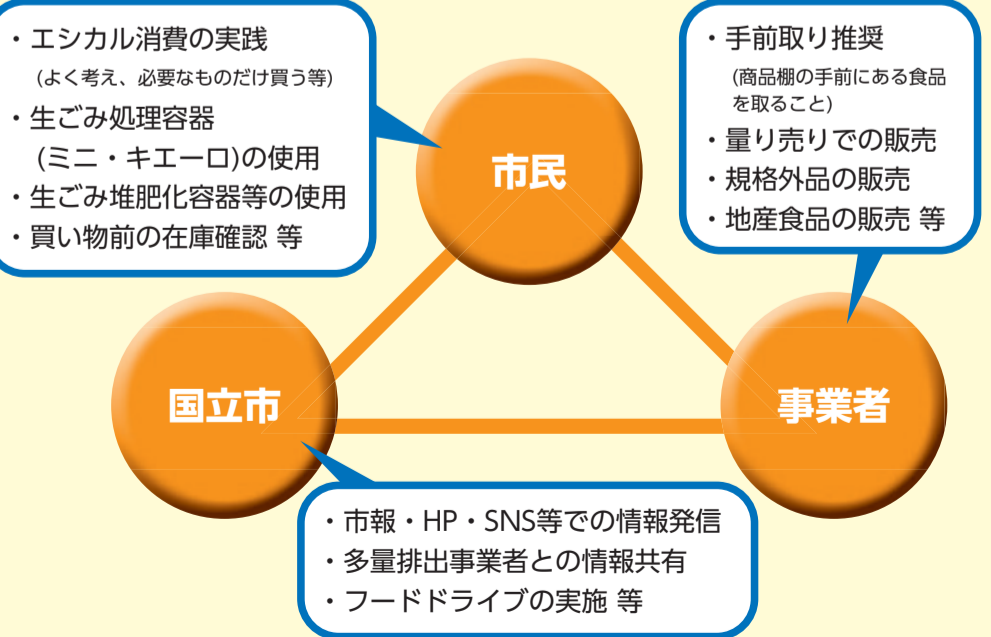 ・エシカル消費の実践
(よく考え、必要なものだけ買う等)
・生ごみ処理容器
(ミニ・キエーロ)の使用
・生ごみ堆肥化容器等の使用
・買い物前の在庫確認 等
・手前取り推奨
(商品棚の手前にある食品
を取ること)
・量り売りでの販売
・規格外品の販売
・地産食品の販売 等
市民
国立市
事業者
・市報・HP・SNS等での情報発信
・多量排出事業者との情報共有
・フードドライブの実施 等